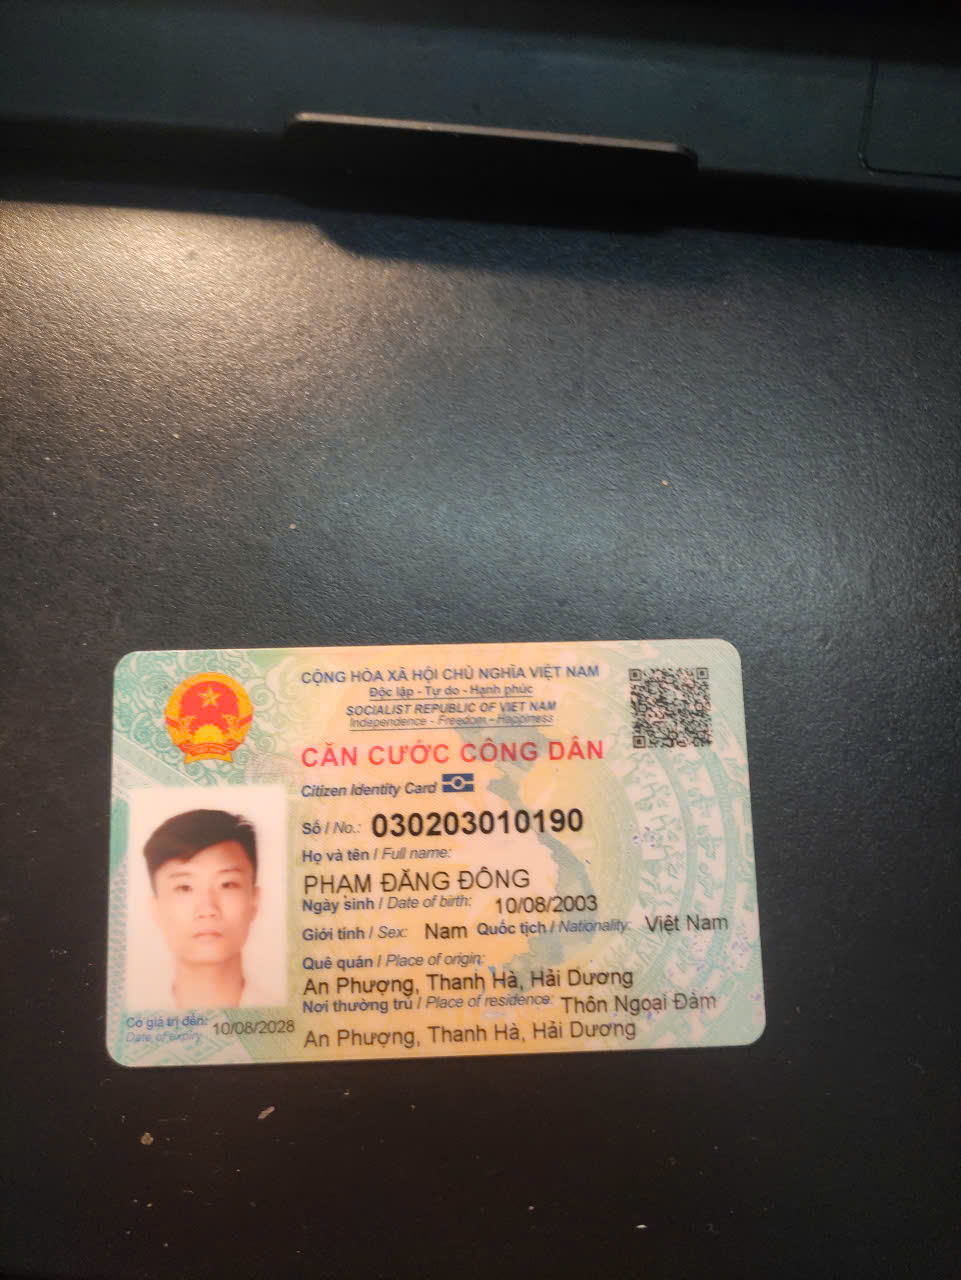 CỘNG HÒA XÃ HỘI CHỦ NGHĨA VIỆT NAM
Độc lập - Tự do - Hạnh phúc
SOCIALIST REPUBLIC OF VIET NAM
Independence - Freedom - Happiness
CĂN CƯỚC CÔNG DÂN
Citizen Identity Card
Số / No.: 030203010190
Họ và tên / Full name:
PHẠM ĐĂNG ĐÔNG
Ngày sinh / Date of birth: 10/08/2003
Giới tính / Sex: Nam Quốc tịch / Nationality: Việt Nam
Quê quán / Place of origin:
An Phượng, Thanh Hà, Hải Dương
Nơi thường trú / Place of residence: Thôn Ngoại Đàm
An Phượng, Thanh Hà, Hải Dương
Có giá trị đến: 10/08/2028
Date of expiry